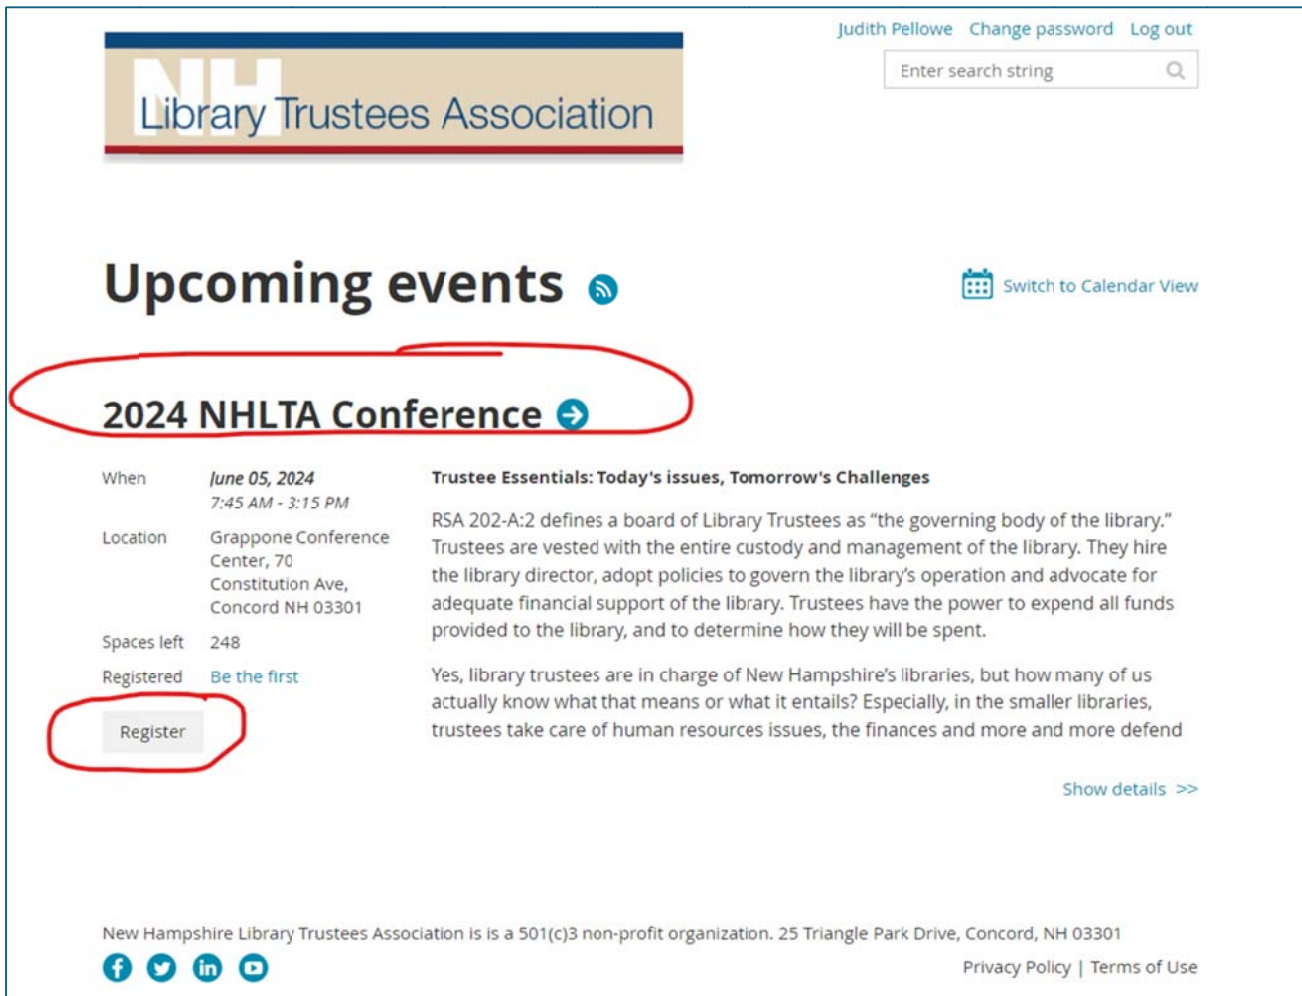 Judith Pellowe Change password Log out
Enter search string
NH
Library Trustees Association
Upcoming events
Switch to Calendar View
2024 NHLTA Conference
When June 05, 2024
7:45 AM - 3:15 PM
Location Grappone Conference
Center, 70
Constitution Ave,
Concord NH 03301
Spaces left 248
Registered Be the first
Register
Trustee Essentials: Today's issues, Tomorrow's Challenges
RSA 202-A:2 defines a board of Library Trustees as “the governing body of the library.”
Trustees are vested with the entire custody and management of the library. They hire
the library director, adopt policies to govern the library’s operation and advocate for
adequate financial support of the library. Trustees have the power to expend all funds
provided to the library, and to determine how they will be spent.
Yes, library trustees are in charge of New Hampshire’s libraries, but how many of us
actually know what that means or what it entails? Especially, in the smaller libraries,
trustees take care of human resources issues, the finances and more and more defend
Show details >>
New Hampshire Library Trustees Association is is a 501(c)3 non-profit organization. 25 Triangle Park Drive, Concord, NH 03301
Privacy Policy | Terms of Use